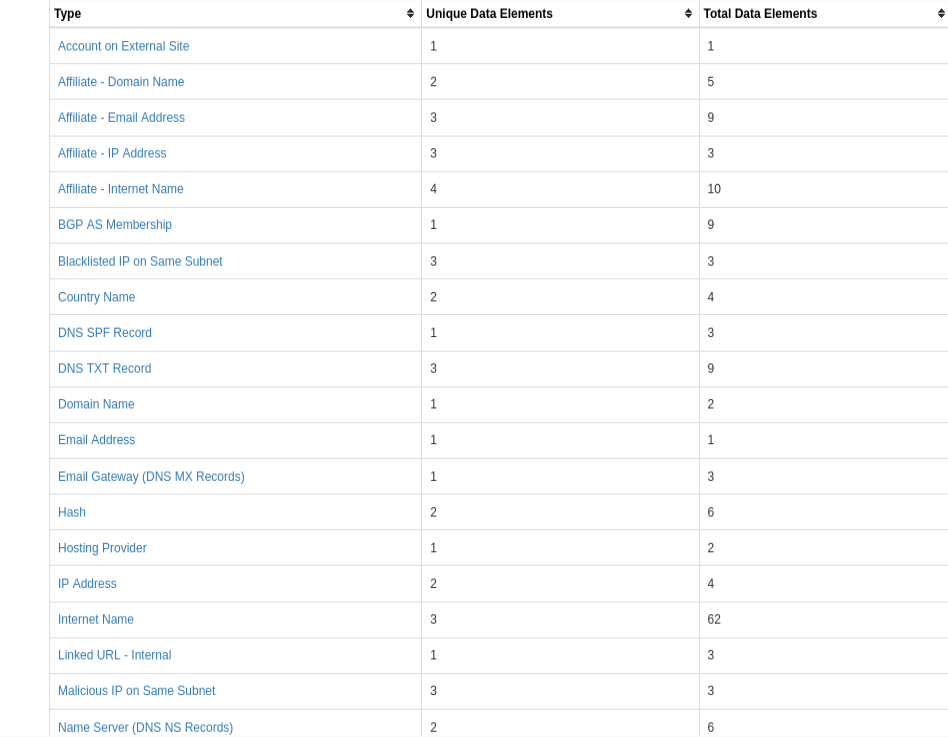 Type Unique Data Elements Total Data Elements
Account on External Site 1 1
Affiliate - Domain Name 2 5
Affiliate - Email Address 3 9
Affiliate - IP Address 3 3
Affiliate - Internet Name 4 10
BGP AS Membership 1 9
Blacklisted IP on Same Subnet 3 3
Country Name 2 4
DNS SPF Record 1 3
DNS TXT Record 3 9
Domain Name 1 2
Email Address 1 1
Email Gateway (DNS MX Records) 1 3
Hash 2 6
Hosting Provider 1 2
IP Address 2 4
Internet Name 3 62
Linked URL - Internal 1 3
Malicious IP on Same Subnet 3 3
Name Server (DNS NS Records) 2 6